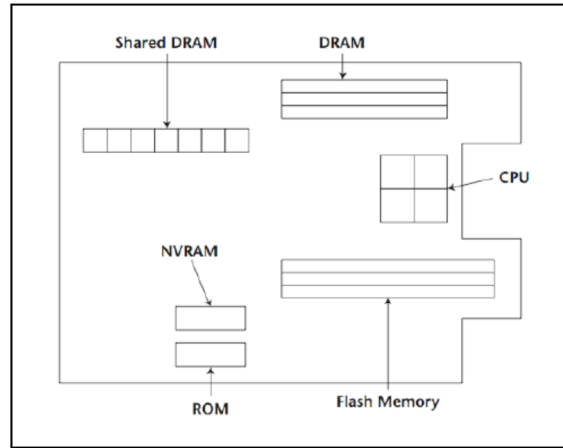 Shared DRAM
DRAM
CPU
NVRAM
ROM
Flash Memory